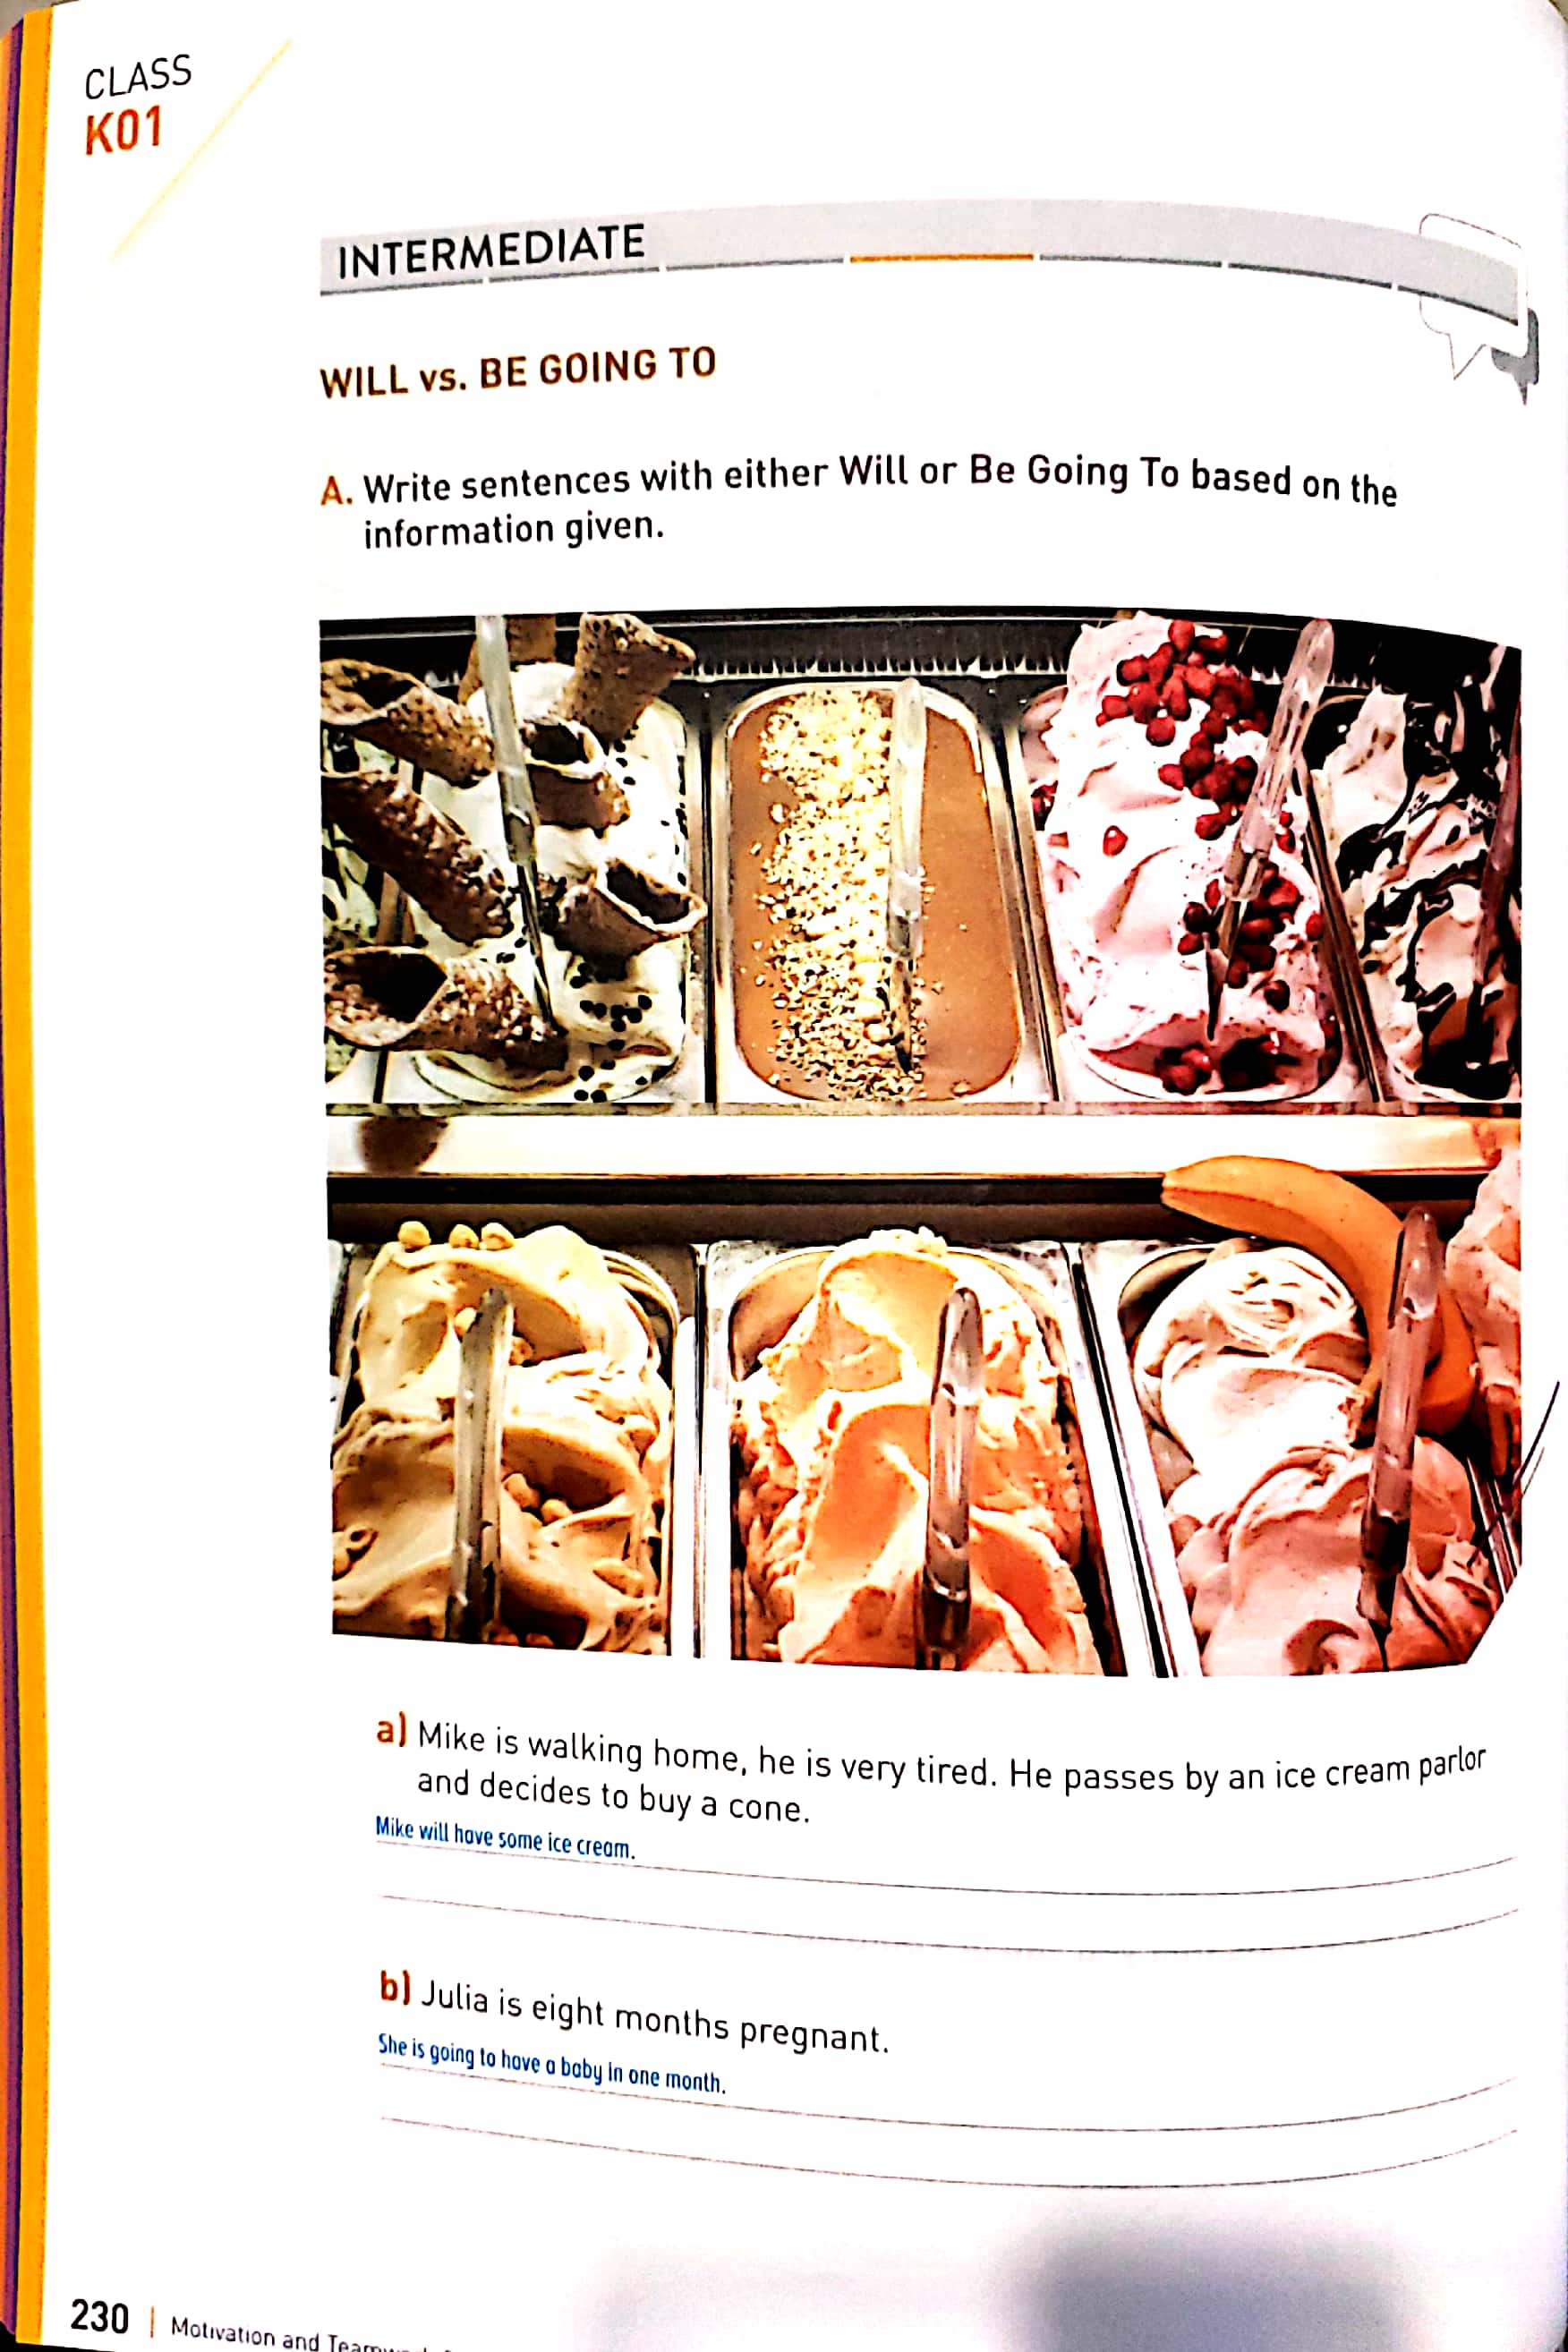 CLASS
K01
INTERMEDIATE
WILL vs. BE GOING TO
A. Write sentences with either Will or Be Going To based on the
information given.
a) Mike is walking home, he is very tired. He passes by an ice cream parlor
and decides to buy a cone.
Mike will have some ice cream.
b) Julia is eight months pregnant.
She is going to have a baby in one month.
230 | Motivation and